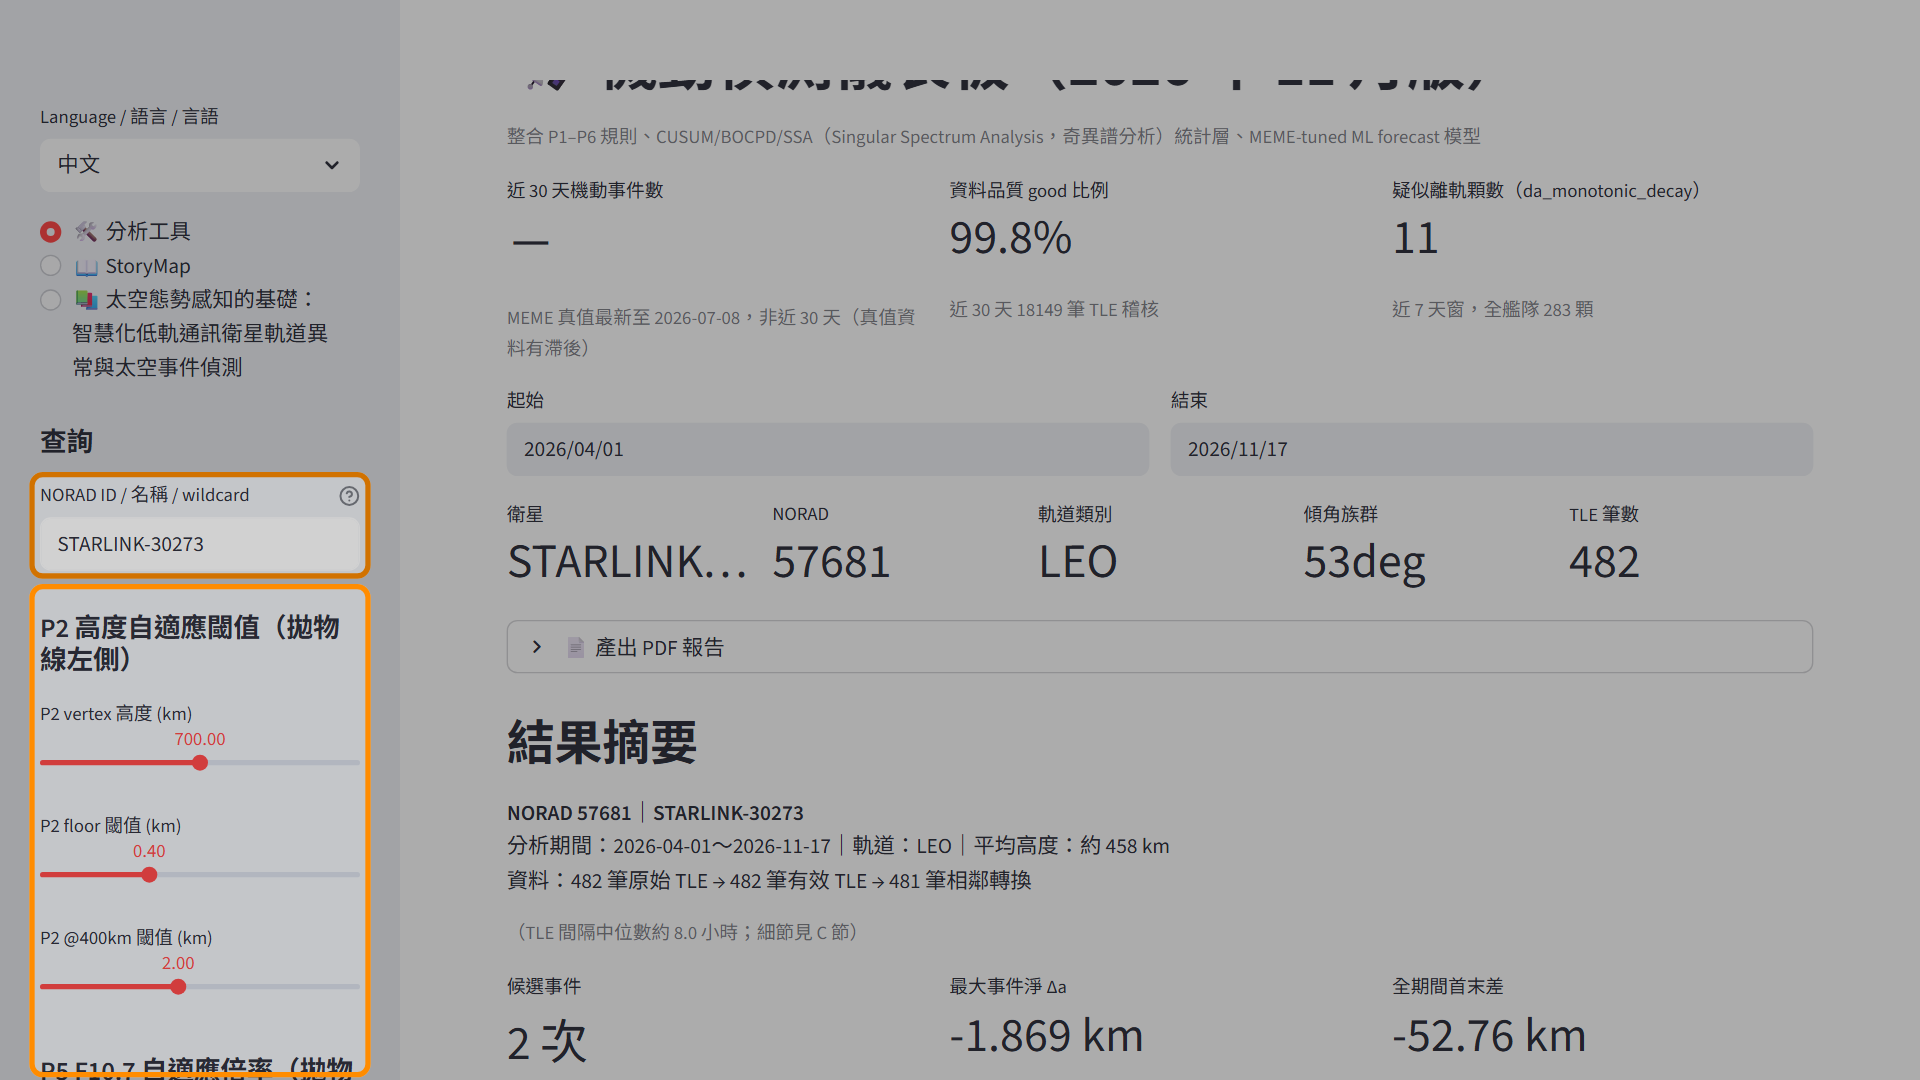 Language / 語言 / 言語
中文
分析工具
StoryMap
太空態勢感知的基礎：
智慧化低軌通訊衛星軌道異
常與太空事件偵測
查詢
NORAD ID / 名稱 / wildcard
STARLINK-30273
P2 高度自適應閾值（拋物
線左側）
P2 vertex 高度 (km)
700.00
P2 floor 閾值 (km)
0.40
P2 @400km 閾值 (km)
2.00
P5 F10.7 自適應倍率（拋物
整合 P1–P6 規則、CUSUM/BOCPD/SSA（Singular Spectrum Analysis，奇異譜分析）統計層、MEME-tuned ML forecast 模型
近 30 天機動事件數
—
MEME 真值最新至 2026-07-08，非近 30 天（真值資
料有滯後）
資料品質 good 比例
99.8%
近 30 天 18149 筆 TLE 稽核
疑似離軌顆數（da_monotonic_decay）
11
近 7 天窗，全艦隊 283 顆
起始
2026/04/01
結束
2026/11/17
衛星
STARLINK…
NORAD
57681
軌道類別
LEO
傾角族群
53deg
TLE 筆數
482
產出 PDF 報告
結果摘要
NORAD 57681｜STARLINK-30273
分析期間：2026-04-01～2026-11-17｜軌道：LEO｜平均高度：約 458 km
資料：482 筆原始 TLE → 482 筆有效 TLE → 481 筆相鄰轉換
（TLE 間隔中位數約 8.0 小時；細節見 C 節）
候選事件
2 次
最大事件淨 Δa
-1.869 km
全期間首末差
-52.76 km